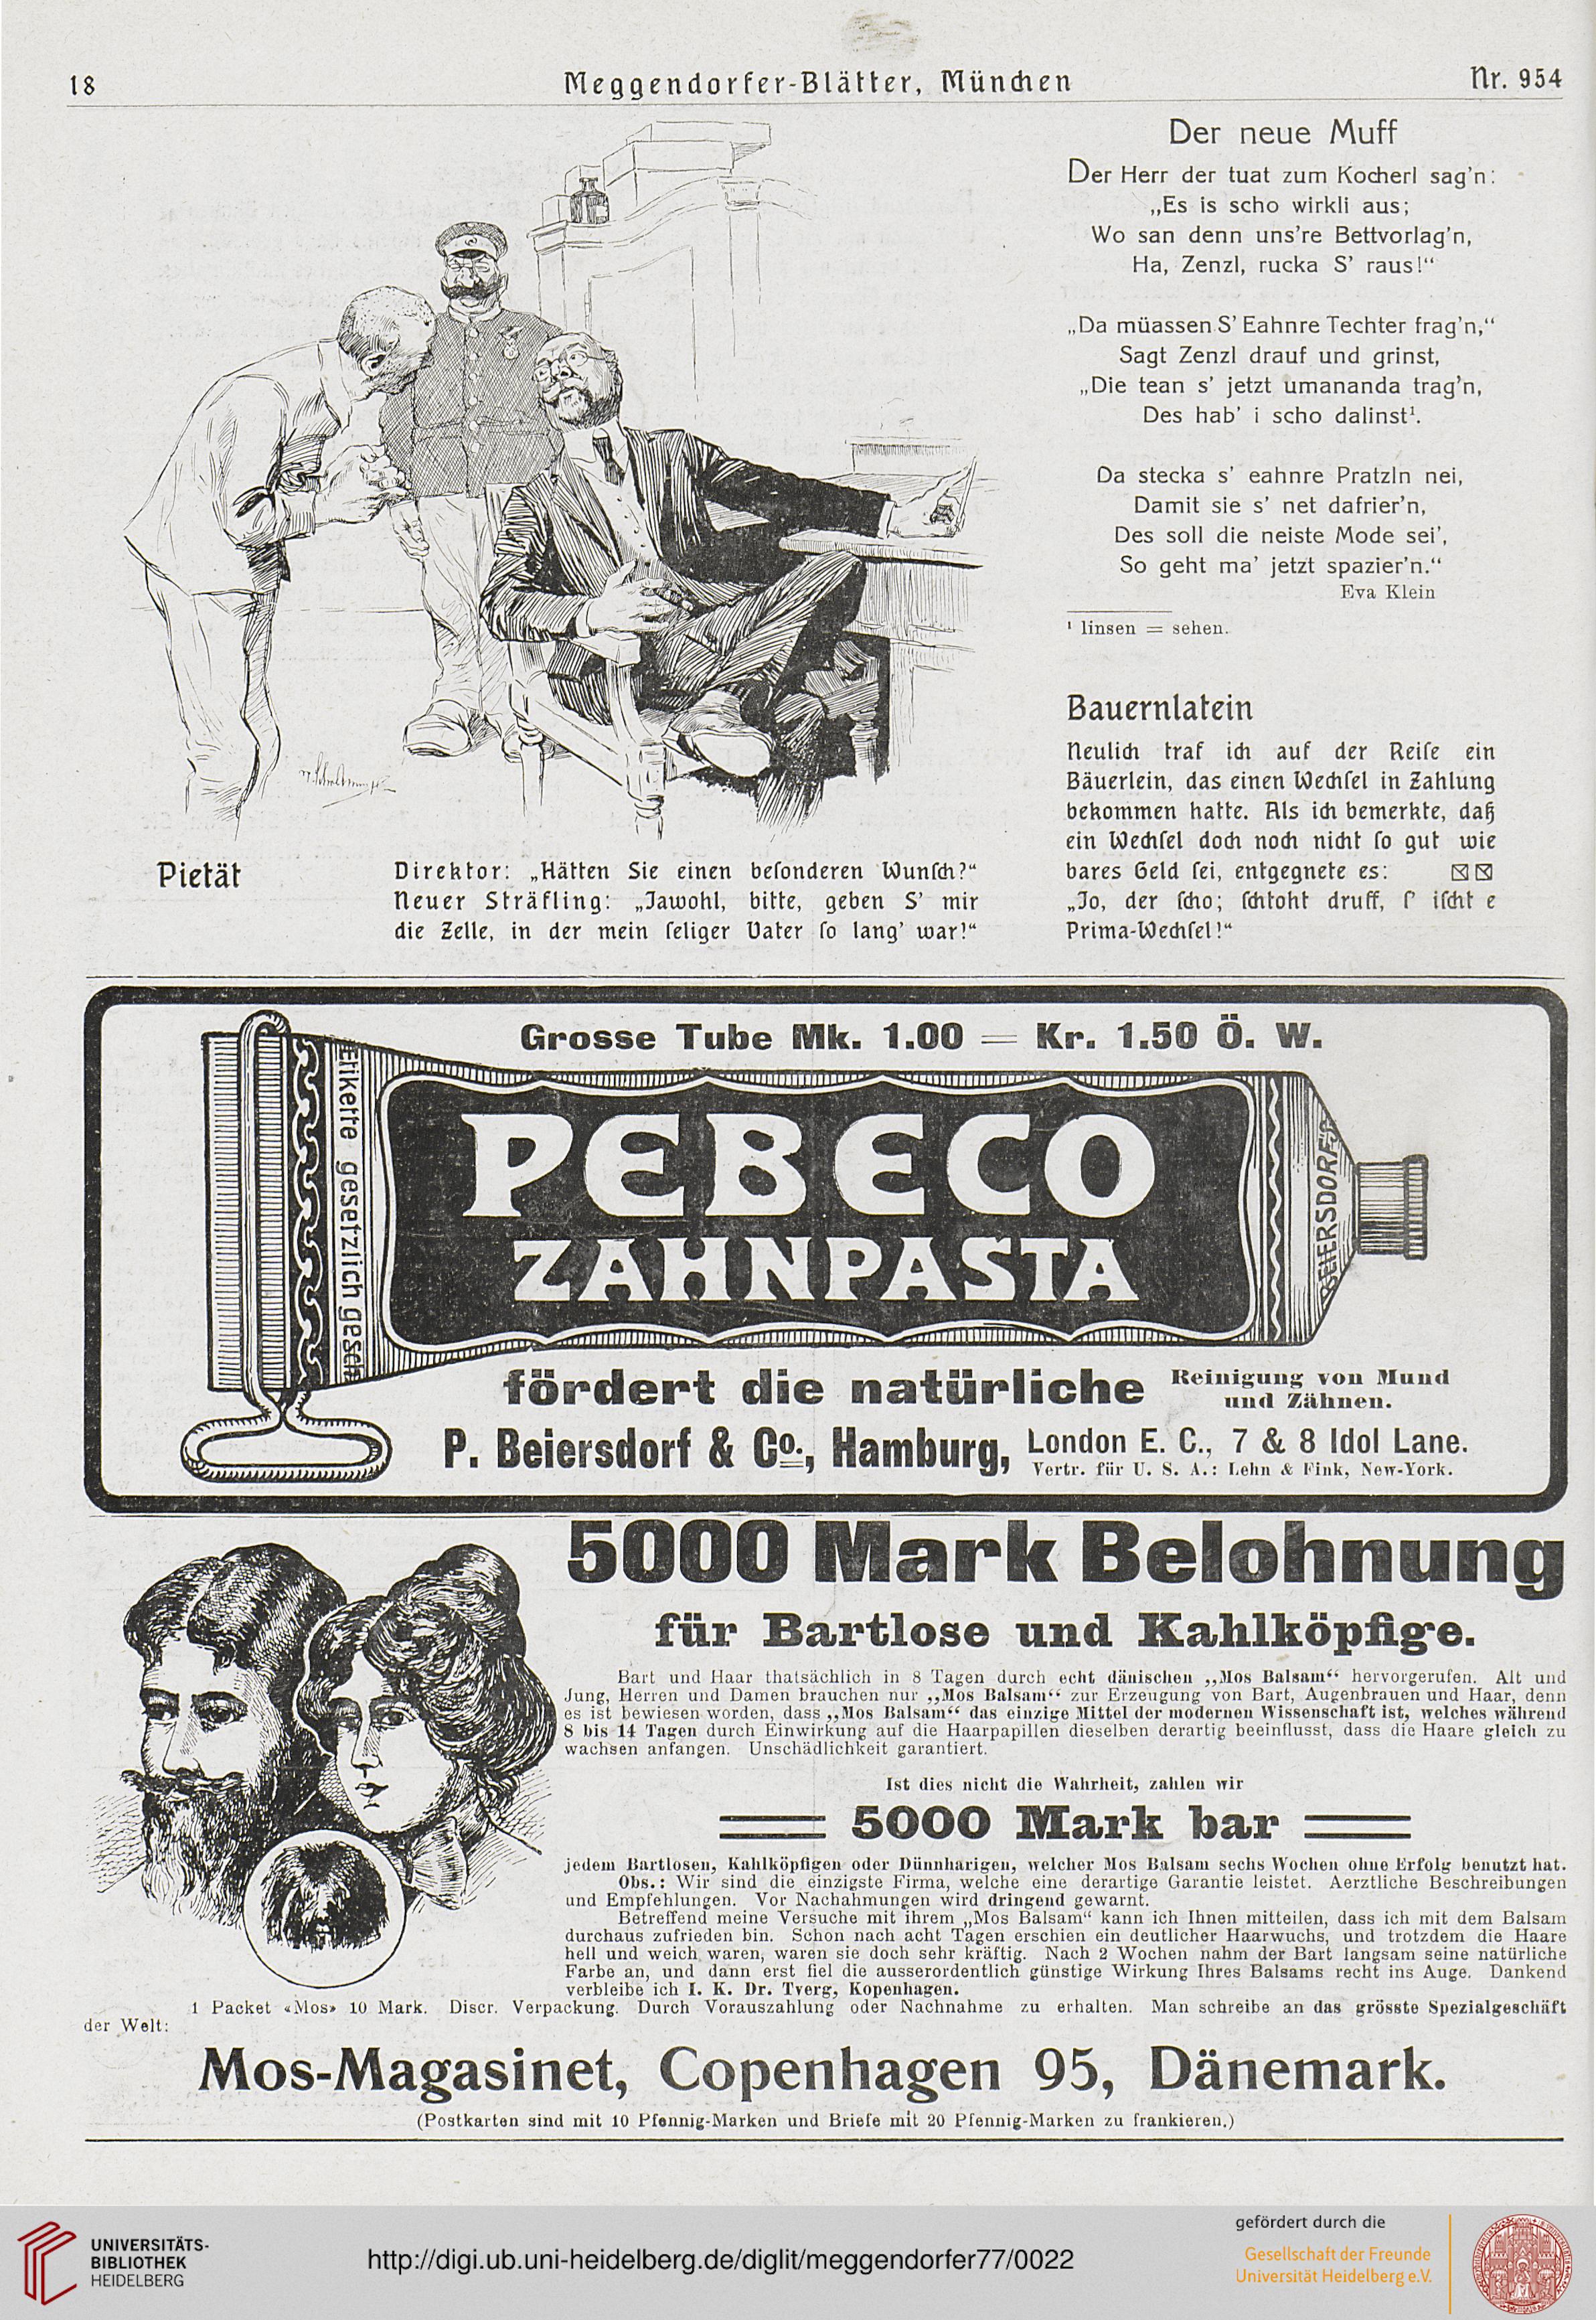 18
Meggendorfer-Blätter, München
Nr. 954
Pietät
Direktor: „Hätten Sie einen beſonderen Wunſch?“
Neuer Sträfling: „Jawohl, bitte, geben S’ mir
die Zelle, in der mein ſeliger Vater ſo lang’ war!“
Der neue Muff
Der Herr der tuat zum Kocherl sag’n:
„Es is scho wirkli aus;
Wo san denn uns’re Bettvorlag’n,
Ha, Zenzl, rucka S’ raus!“
„Da müassen S’ Eahnre Techter frag’n,“
Sagt Zenzl drauf und grinst,
„Die tean s’ jetzt umananda trag’n,
Des hab’ i scho dalinst¹.
Da stecka s’ eahnre Pratzln nei,
Damit sie s’ net dafrier’n,
Des soll die neiste Mode sei’,
So geht ma’ jetzt spazier’n.“
Eva Klein
¹ linsen = sehen.
Bauernlatein
Neulich traf ich auf der Reiſe ein
Bäuerlein, das einen Wechſel in Zahlung
bekommen hatte. Als ich bemerkte, daß
ein Wechſel doch noch nicht ſo gut wie
bares Geld ſei, entgegnete es:
„Jo, der ſcho; ſchtoht druff, ſ’ iſcht e
Prima-Wechſel!“
Grosse Tube Mk. 1.00 = Kr. 1.50 Ö. W.
Etikette gesetzlich gesch
PEBECO
ZAHNPASTA
BEIERSDORFS
fördert die natürliche Reinigung von Mund
und Zähnen.
P. Beiersdorf & Co., Hamburg, London E. C., 7 & 8 Idol Lane.
Vertr. für U. S. A.: Lehn & Fink, New-York.
5000 Mark Belohnung
für Bartlose und Kahlköpfige.
Bart und Haar thatsächlich in 8 Tagen durch echt dänischen „Mos Balsam“ hervorgerufen. Alt und
Jung, Herren und Damen brauchen nur „Mos Balsam“ zur Erzeugung von Bart, Augenbrauen und Haar, denn
es ist bewiesen worden, dass „Mos Balsam“ das einzige Mittel der modernen Wissenschaft ist, welches während
8 bis 14 Tagen durch Einwirkung auf die Haarpapillen dieselben derartig beeinflusst, dass die Haare gleich zu
wachsen anfangen. Unschädlichkeit garantiert.
Ist dies nicht die Wahrheit, zahlen wir
5000 Mark bar
jedem Bartlosen, Kahlköpfigen oder Dünnharigen, welcher Mos Balsam sechs Wochen ohne Erfolg benutzt hat.
Obs.: Wir sind die einzigste Firma, welche eine derartige Garantie leistet. Aerztliche Beschreibungen
und Empfehlungen. Vor Nachahmungen wird dringend gewarnt.
Betreffend meine Versuche mit ihrem „Mos Balsam“ kann ich Ihnen mitteilen, dass ich mit dem Balsam
durchaus zufrieden bin. Schon nach acht Tagen erschien ein deutlicher Haarwuchs, und trotzdem die Haare
hell und weich waren, waren sie doch sehr kräftig. Nach 2 Wochen nahm der Bart langsam seine natürliche
Farbe an, und dann erst fiel die ausserordentlich günstige Wirkung Ihres Balsams recht ins Auge. Dankend
verbleibe ich I. K. Dr. Tverg, Kopenhagen.
1 Packet «Mos» 10 Mark. Discr. Verpackung. Durch Vorauszahlung oder Nachnahme zu erhalten. Man schreibe an das grösste Spezialgeschäft
der Welt:
Mos-Magasinet, Copenhagen 95, Dänemark.
(Postkarten sind mit 10 Pfennig-Marken und Briefe mit 20 Pfennig-Marken zu frankieren.)
UNIVERSITÄTS-
BIBLIOTHEK
HEIDELBERG
http://digi.ub.uni-heidelberg.de/diglit/meggendorfer77/0022
gefördert durch die
Gesellschaft der Freunde
Universität Heidelberg e.V.